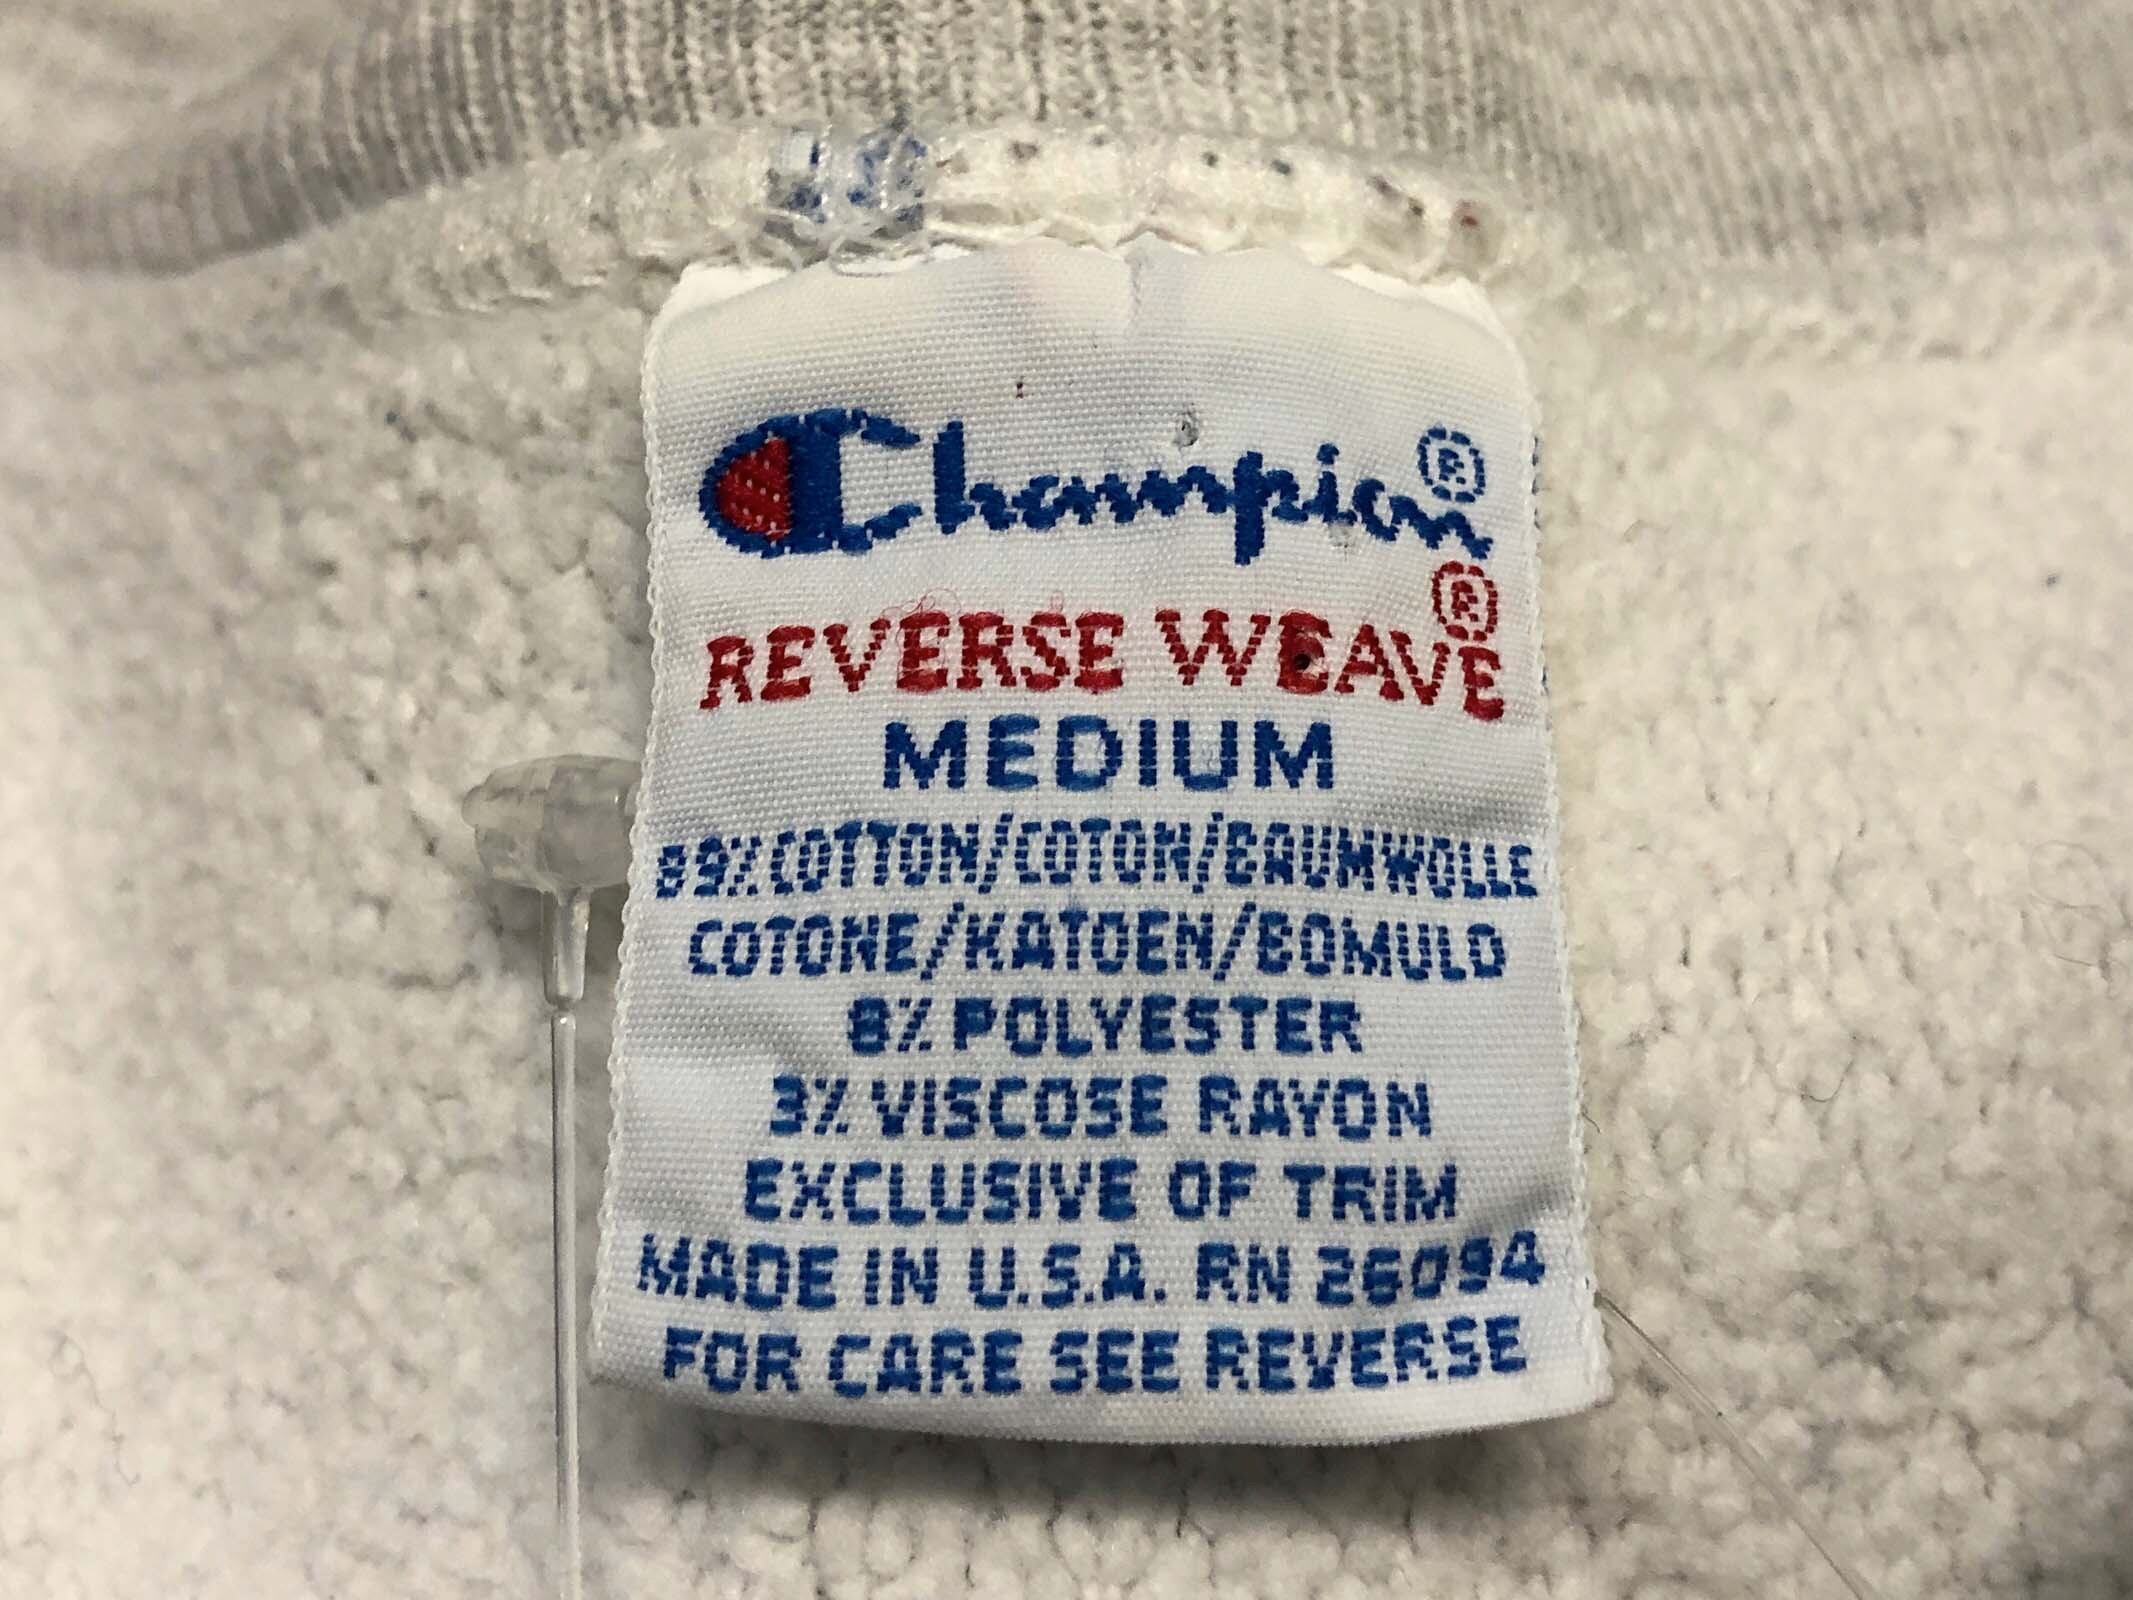 Champion®
REVERSE WEAVE®
MEDIUM
89% COTTON/COTON/BAUMWOLLE
COTONE/KATOEN/BOMULD
8% POLYESTER
3% VISCOSE RAYON
EXCLUSIVE OF TRIM
MADE IN U.S.A. RN 26094
FOR CARE SEE REVERSE